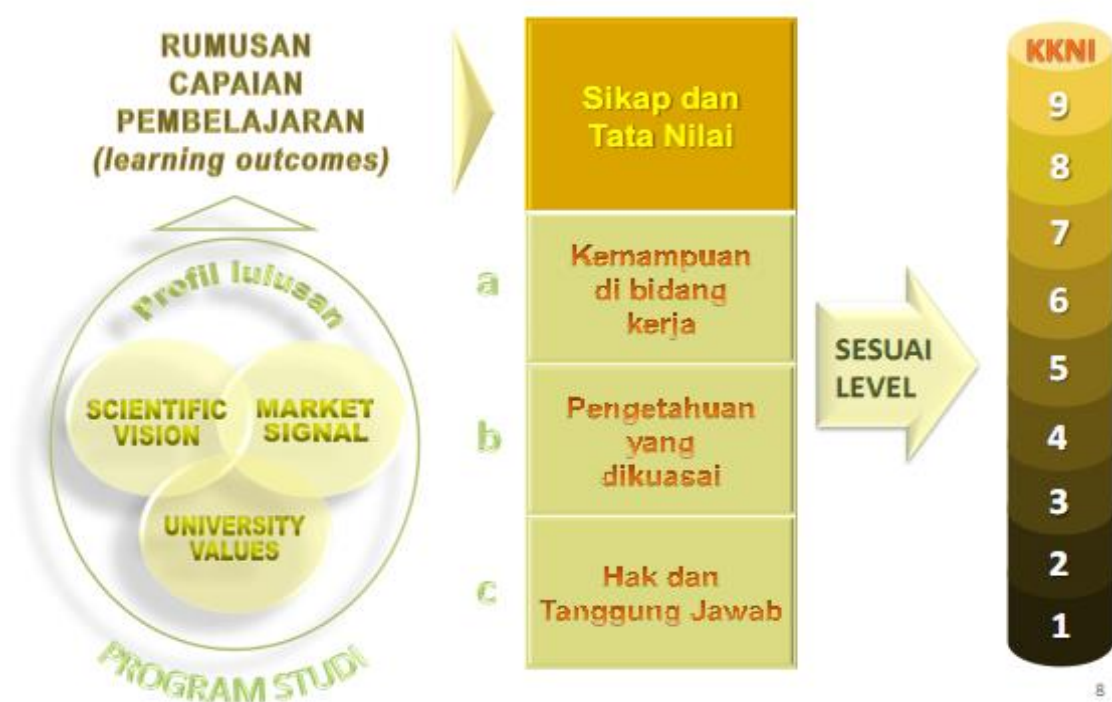 RUMUSAN
CAPAIAN
PEMBELAJARAN
(learning outcomes)
Profil lulusan
SCIENTIFIC
VISION
MARKET
SIGNAL
UNIVERSITY
VALUES
PROGRAM STUDI
Sikap dan
Tata Nilai
a
Kemampuan
di bidang
kerja
b
Pengetahuan
yang
dikuasai
c
Hak dan
Tanggung Jawab
SESUAI
LEVEL
KKNI
9
8
7
6
5
4
3
2
1
8